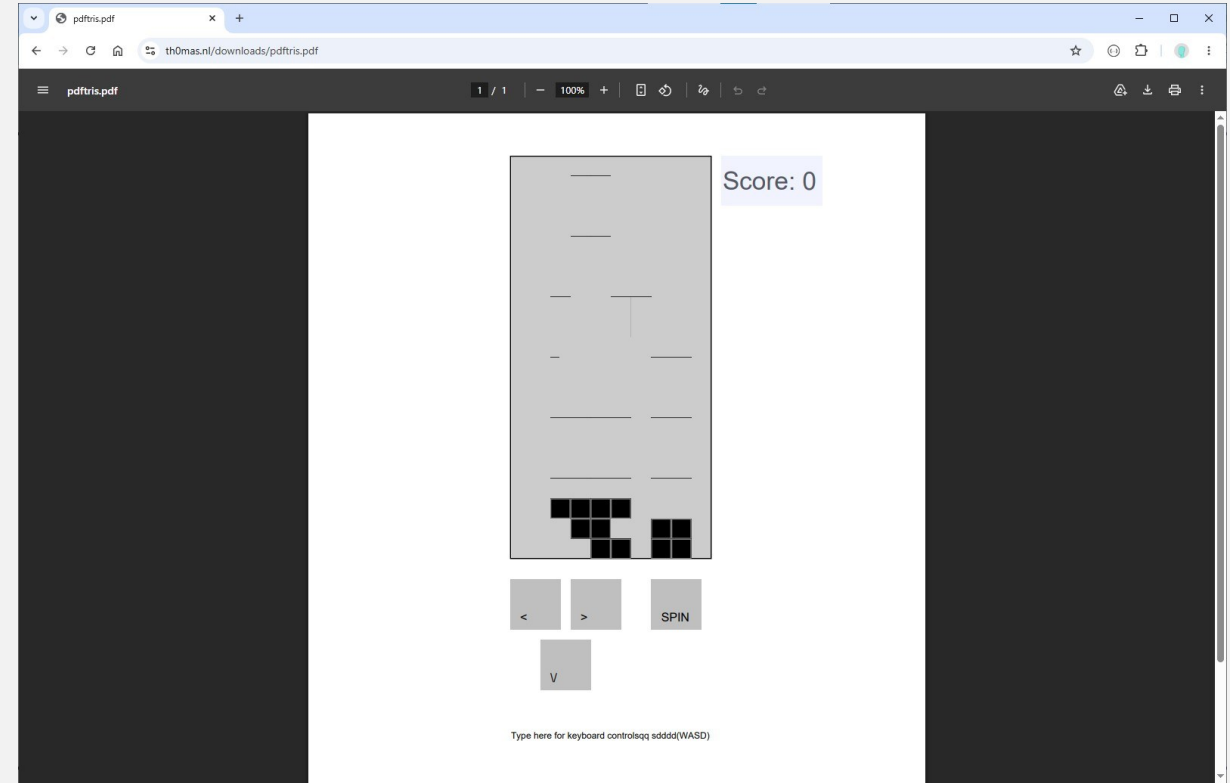 pdftris.pdf
th0mas.nl/downloads/pdftris.pdf
pdftris.pdf
1 / 1
100%
Score: 0
<
>
SPIN
V
Type here for keyboard controlsqq sdddd(WASD)